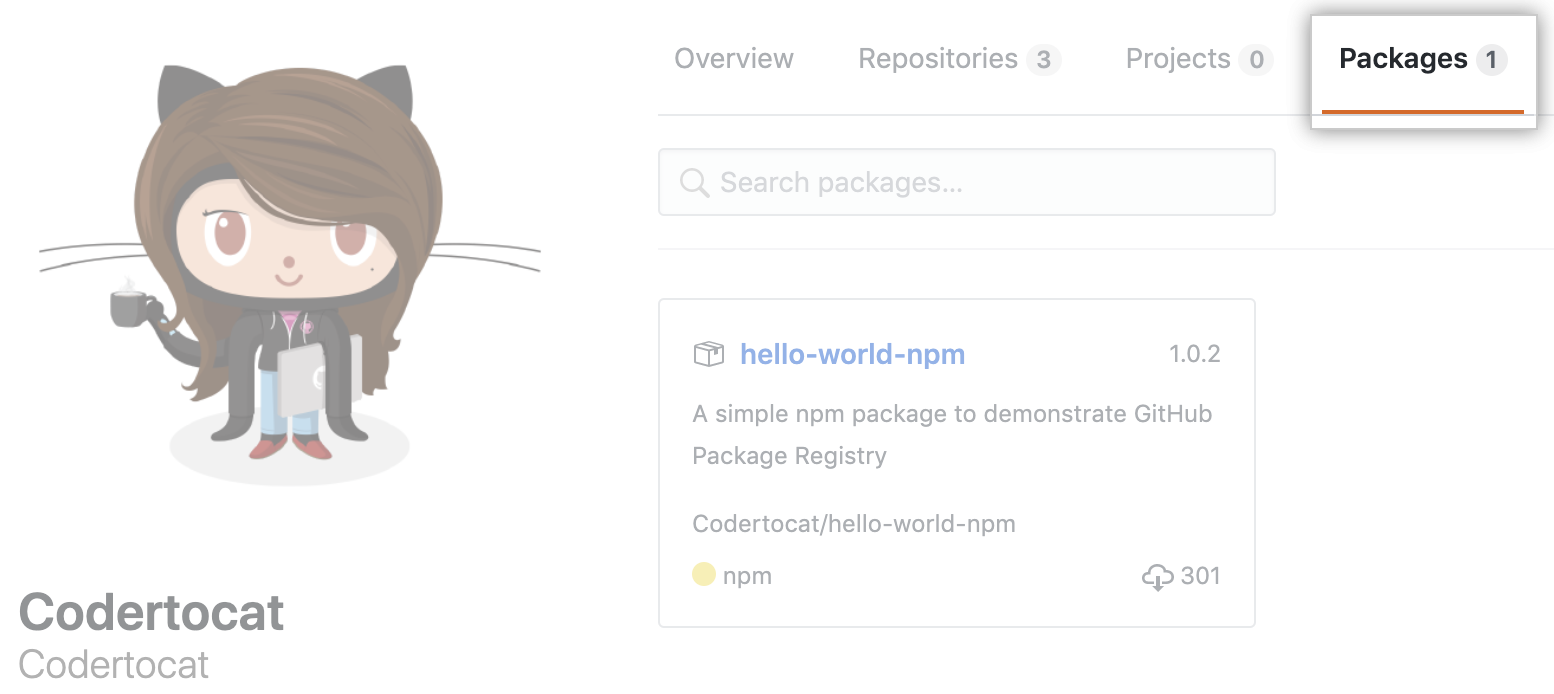 Overview Repositories 3 Projects 0 Packages 1
Search packages...
hello-world-npm 1.0.2
A simple npm package to demonstrate GitHub
Package Registry
Codertocat/hello-world-npm
npm 301
Codertocat
Codertocat